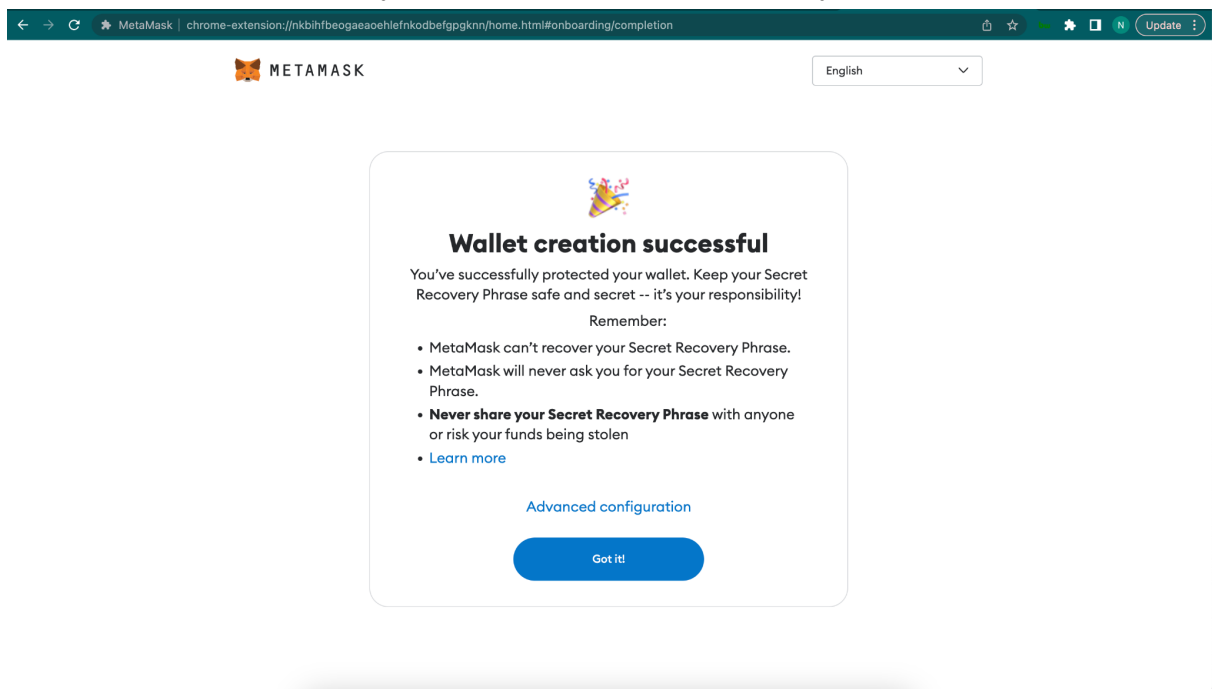 MetaMask | chrome-extension://nkbihfbeogaeaoehlefnkodbefgpgknn/home.html#onboarding/completion
N
Update
METAMASK
English
Wallet creation successful
You've successfully protected your wallet. Keep your Secret
Recovery Phrase safe and secret -- it's your responsibility!
Remember:
• MetaMask can't recover your Secret Recovery Phrase.
• MetaMask will never ask you for your Secret Recovery
Phrase.
• Never share your Secret Recovery Phrase with anyone
or risk your funds being stolen
• Learn more
Advanced configuration
Got it!